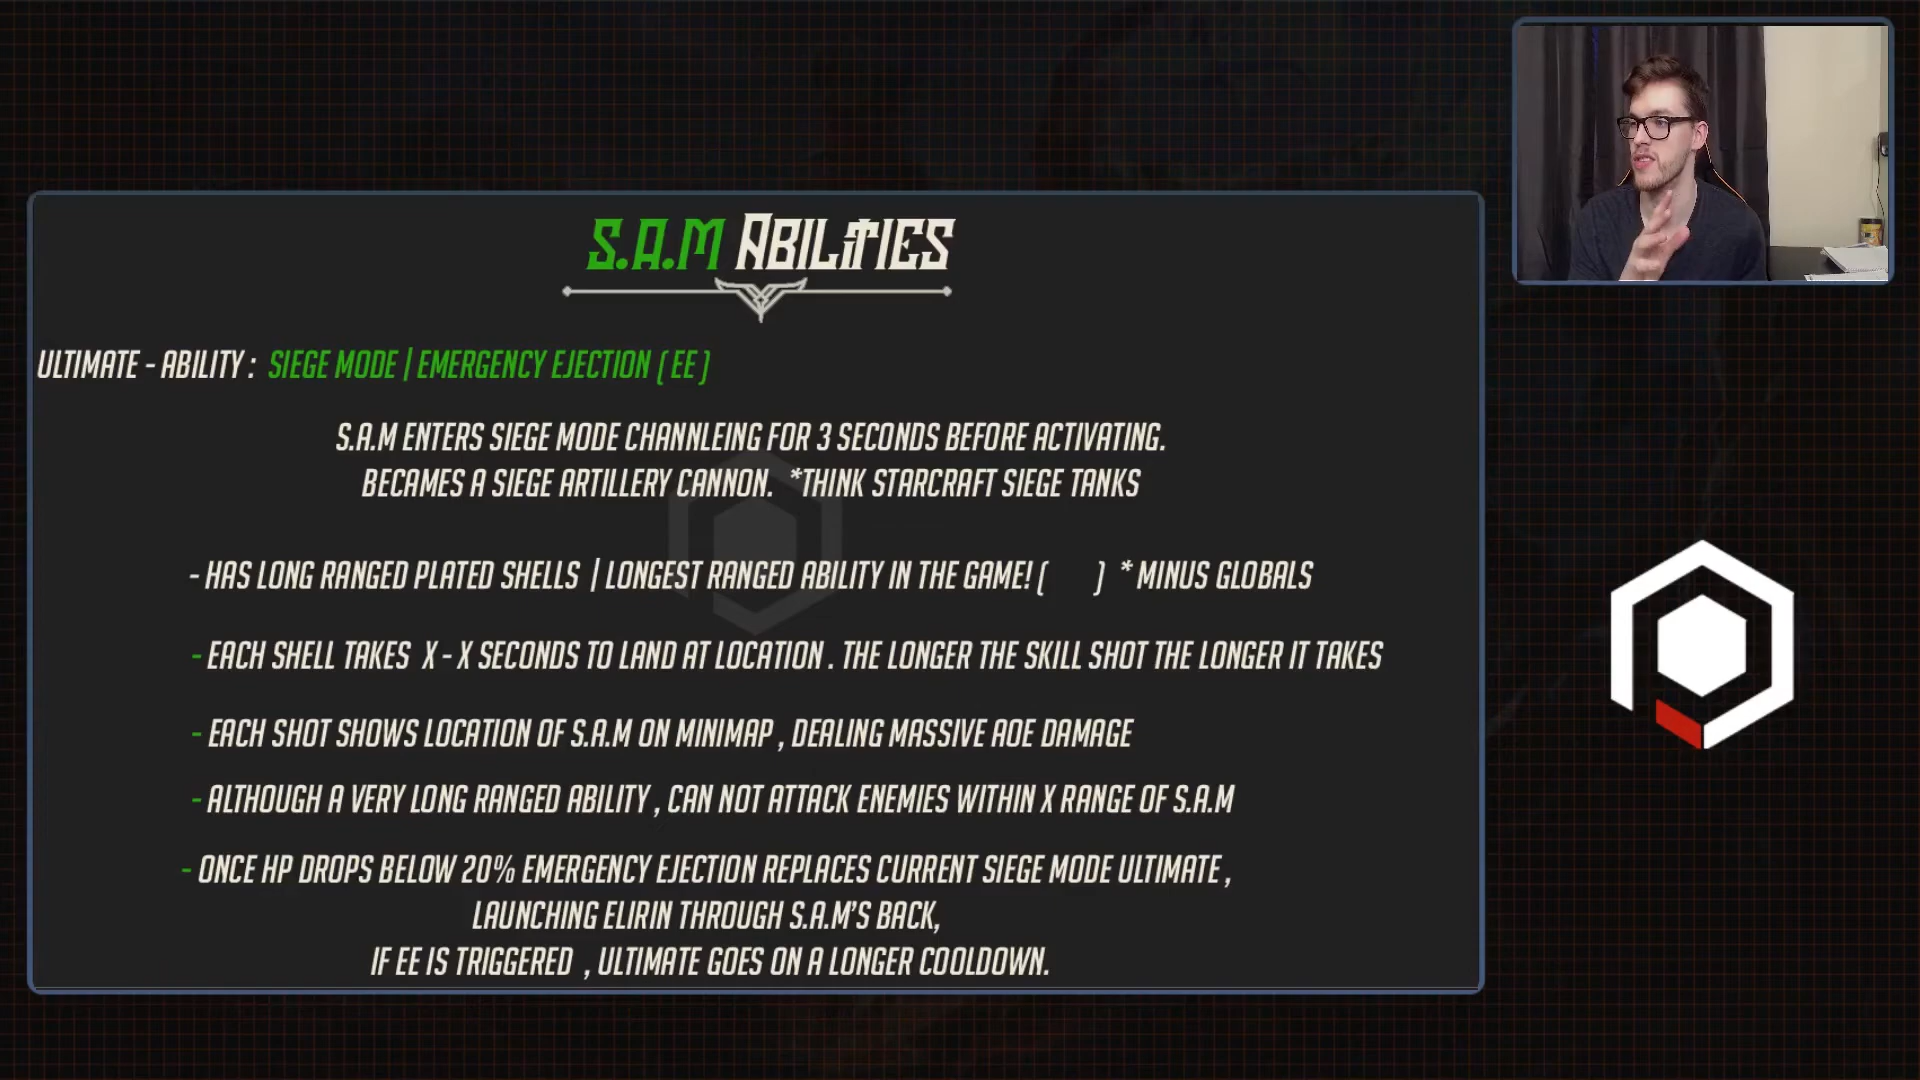 S.A.M ABILITIES
ULTIMATE - ABILITY : SIEGE MODE | EMERGENCY EJECTION ( EE )
S.A.M ENTERS SIEGE MODE CHANNLEING FOR 3 SECONDS BEFORE ACTIVATING.
BECAMES A SIEGE ARTILLERY CANNON. *THINK STARCRAFT SIEGE TANKS
- HAS LONG RANGED PLATED SHELLS | LONGEST RANGED ABILITY IN THE GAME! ( ) * MINUS GLOBALS
- EACH SHELL TAKES X - X SECONDS TO LAND AT LOCATION . THE LONGER THE SKILL SHOT THE LONGER IT TAKES
- EACH SHOT SHOWS LOCATION OF S.A.M ON MINIMAP , DEALING MASSIVE AOE DAMAGE
- ALTHOUGH A VERY LONG RANGED ABILITY , CAN NOT ATTACK ENEMIES WITHIN X RANGE OF S.A.M
- ONCE HP DROPS BELOW 20% EMERGENCY EJECTION REPLACES CURRENT SIEGE MODE ULTIMATE ,
LAUNCHING ELIRIN THROUGH S.A.M'S BACK,
IF EE IS TRIGGERED , ULTIMATE GOES ON A LONGER COOLDOWN.